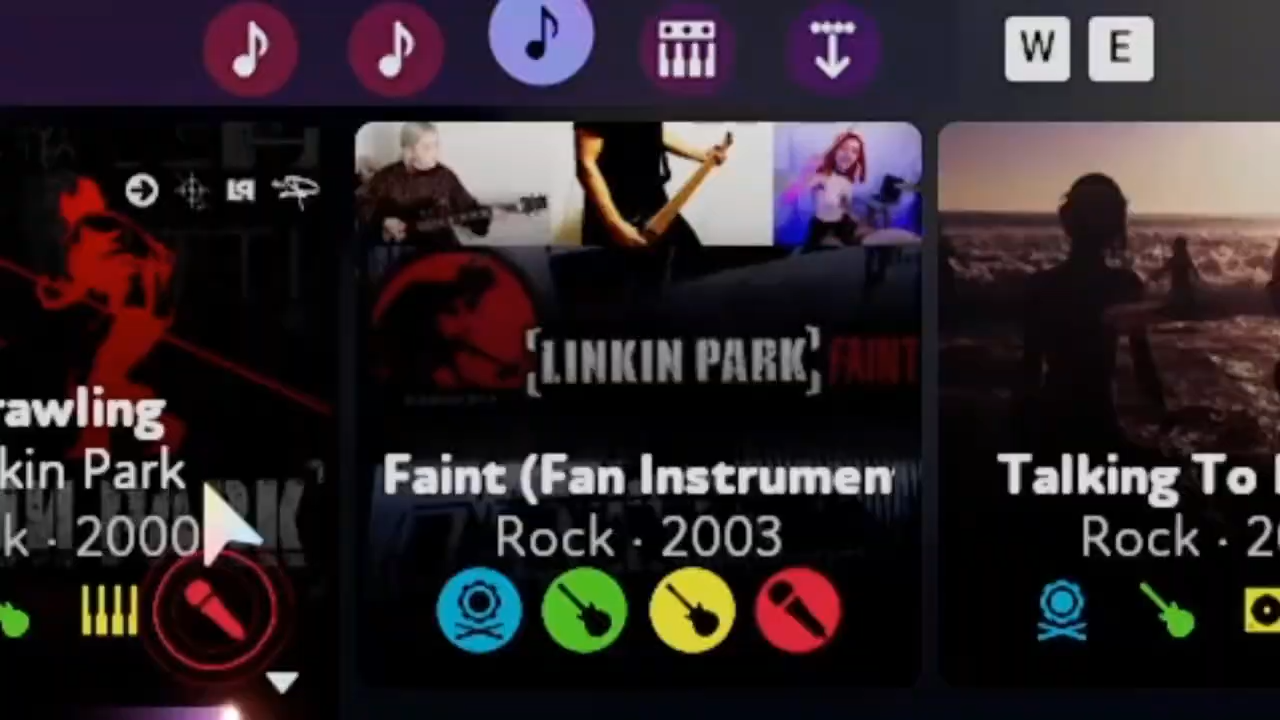 W E
[LINKIN PARK] FAINT
rawling
kin Park
k · 2000
Faint (Fan Instrumen
Rock · 2003
Talking To
Rock · 2